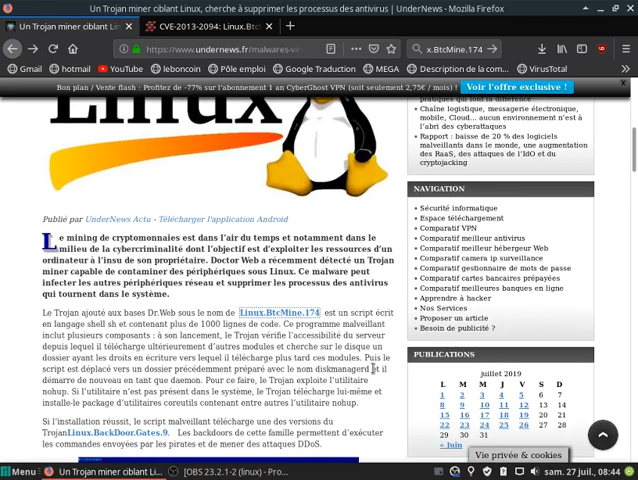 Un Trojan miner ciblant Linux, cherche à supprimer les processus des antivirus | UnderNews - Mozilla Firefox
Un Trojan miner ciblant Li
CVE-2013-2094: Linux.Btc
https://www.undernews.fr/malwares-vir
x.BtcMine.174
Gmail
hotmail
YouTube
leboncoin
Pôle emploi
Google Traduction
MEGA
Description de la com...
VirusTotal
Bon plan / Vente flash : Profitez de -77% sur l'abonnement 1 an CyberGhost VPN (soit seulement 2,75€ / mois) !
Voir l'offre exclusive !
x
Linux
Publié par UnderNews Actu - Télécharger l'application Android
Le mining de cryptomonnaies est dans l'air du temps et notamment dans le
milieu de la cybercriminalité dont l'objectif est d'exploiter les ressources d'un
ordinateur à l'insu de son propriétaire. Doctor Web a récemment détecté un Trojan
miner capable de contaminer des périphériques sous Linux. Ce malware peut
infecter les autres périphériques réseau et supprimer les processus des antivirus
qui tournent dans le système.
Le Trojan ajouté aux bases Dr.Web sous le nom de Linux.BtcMine.174 est un script écrit
en langage shell sh et contenant plus de 1000 lignes de code. Ce programme malveillant
inclut plusieurs composants : à son lancement, le Trojan vérifie l'accessibilité du serveur
depuis lequel il télécharge ultérieurement d'autres modules et cherche sur le disque un
dossier ayant les droits en écriture vers lequel il télécharge plus tard ces modules. Puis le
script est déplacé vers un dossier précédemment préparé avec le nom diskmanagerd et il
démarre de nouveau en tant que daemon. Pour ce faire, le Trojan exploite l'utilitaire
nohup. Si l'utilitaire n'est pas présent dans le système, le Trojan télécharge lui-même et
installe-le package d'utilitaires coreutils contenant entre autres l'utilitaire nohup.
Si l'installation réussit, le script malveillant télécharge une des versions du
TrojanLinux.BackDoor.Gates.9. Les backdoors de cette famille permettent d'exécuter
les commandes envoyées par les pirates et de mener des attaques DDoS.
pratiques qui font la différence
Chaîne logistique, messagerie électronique,
mobile, Cloud... aucun environnement n'est à
l'abri des cyberattaques
Rapport : baisse de 20 % des logiciels
malveillants dans le monde, une augmentation
des RaaS, des attaques de l'IdO et du
cryptojacking
NAVIGATION
Sécurité informatique
Espace téléchargement
Comparatif VPN
Comparatif meilleur antivirus
Comparatif meilleur hébergeur Web
Comparatif camera ip surveillance
Comparatif gestionnaire de mots de passe
Comparatif cartes bancaires prépayées
Comparatif meilleures banques en ligne
Apprendre à hacker
Nos Services
Proposer un article
Besoin de publicité ?
PUBLICATIONS
juillet 2019
L M M J V S D
1 2 3 4 5 6 7
8 9 10 11 12 13 14
15 16 17 18 19 20 21
22 23 24 25 26 27 28
29 30 31
« Juin
Vie privée & cookies
Menu
Un Trojan miner ciblant Li...
[OBS 23.2.1-2 (linux) - Pro...
sam. 27 juil., 08:44